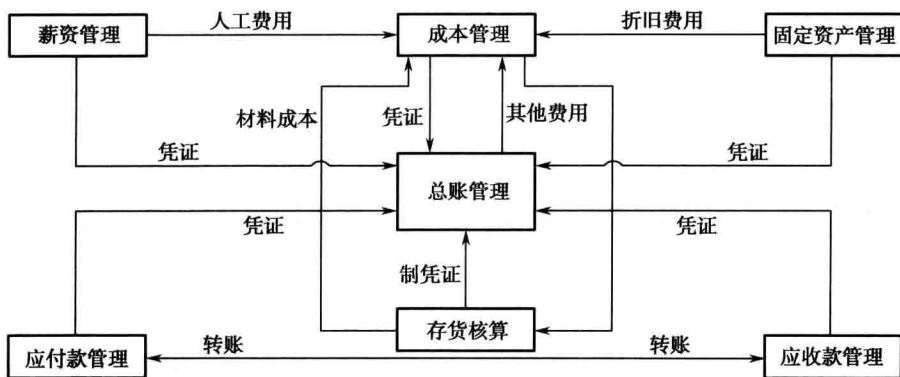 人工费用
折旧费用
薪资管理
成本管理
固定资产管理
材料成本
凭证
其他费用
凭证
凭证
总账管理
凭证
凭证
制凭证
存货核算
转账
转账
应付款管理
应收款管理